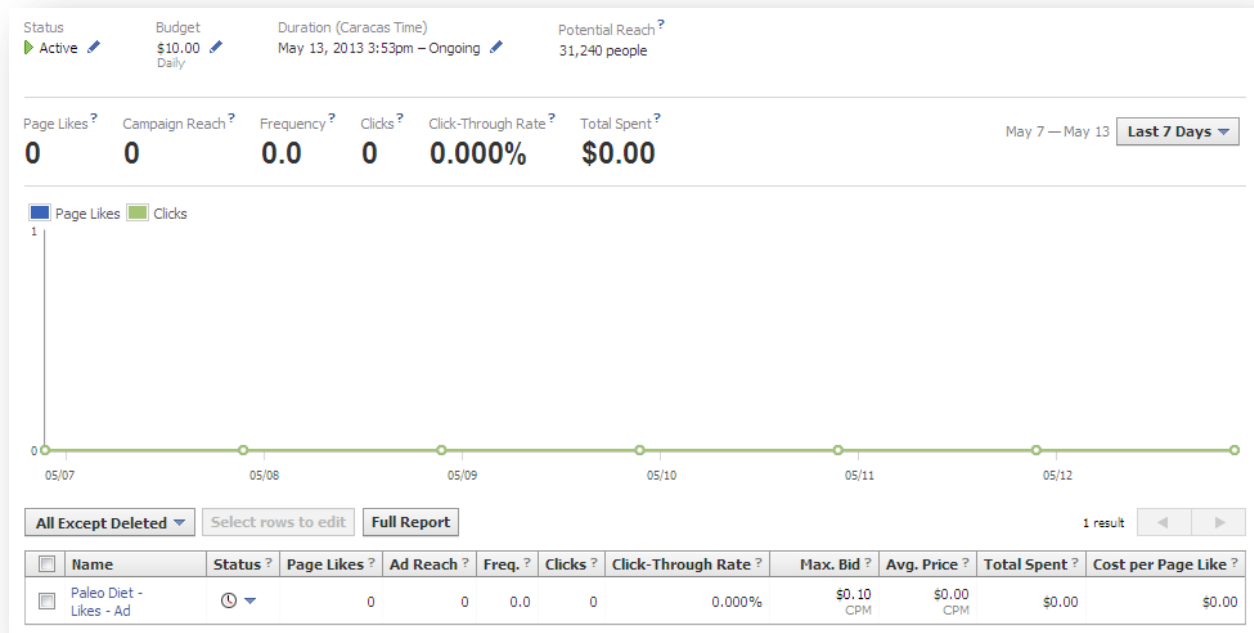 Status Budget Duration (Caracas Time) Potential Reach ?
Active $10.00 May 13, 2013 3:53pm – Ongoing 31,240 people
Daily
Page Likes ? Campaign Reach ? Frequency ? Clicks ? Click-Through Rate ? Total Spent ?
0 0 0.0 0 0.000% $0.00
May 7 — May 13 Last 7 Days
Page Likes Clicks
1
0
05/07 05/08 05/09 05/10 05/11 05/12
All Except Deleted Select rows to edit Full Report 1 result
Name Status ? Page Likes ? Ad Reach ? Freq. ? Clicks ? Click-Through Rate ? Max. Bid ? Avg. Price ? Total Spent ? Cost per Page Like ?
Paleo Diet - 0 0 0.0 0 0.000% $0.10 $0.00 $0.00 $0.00
Likes - Ad CPM CPM